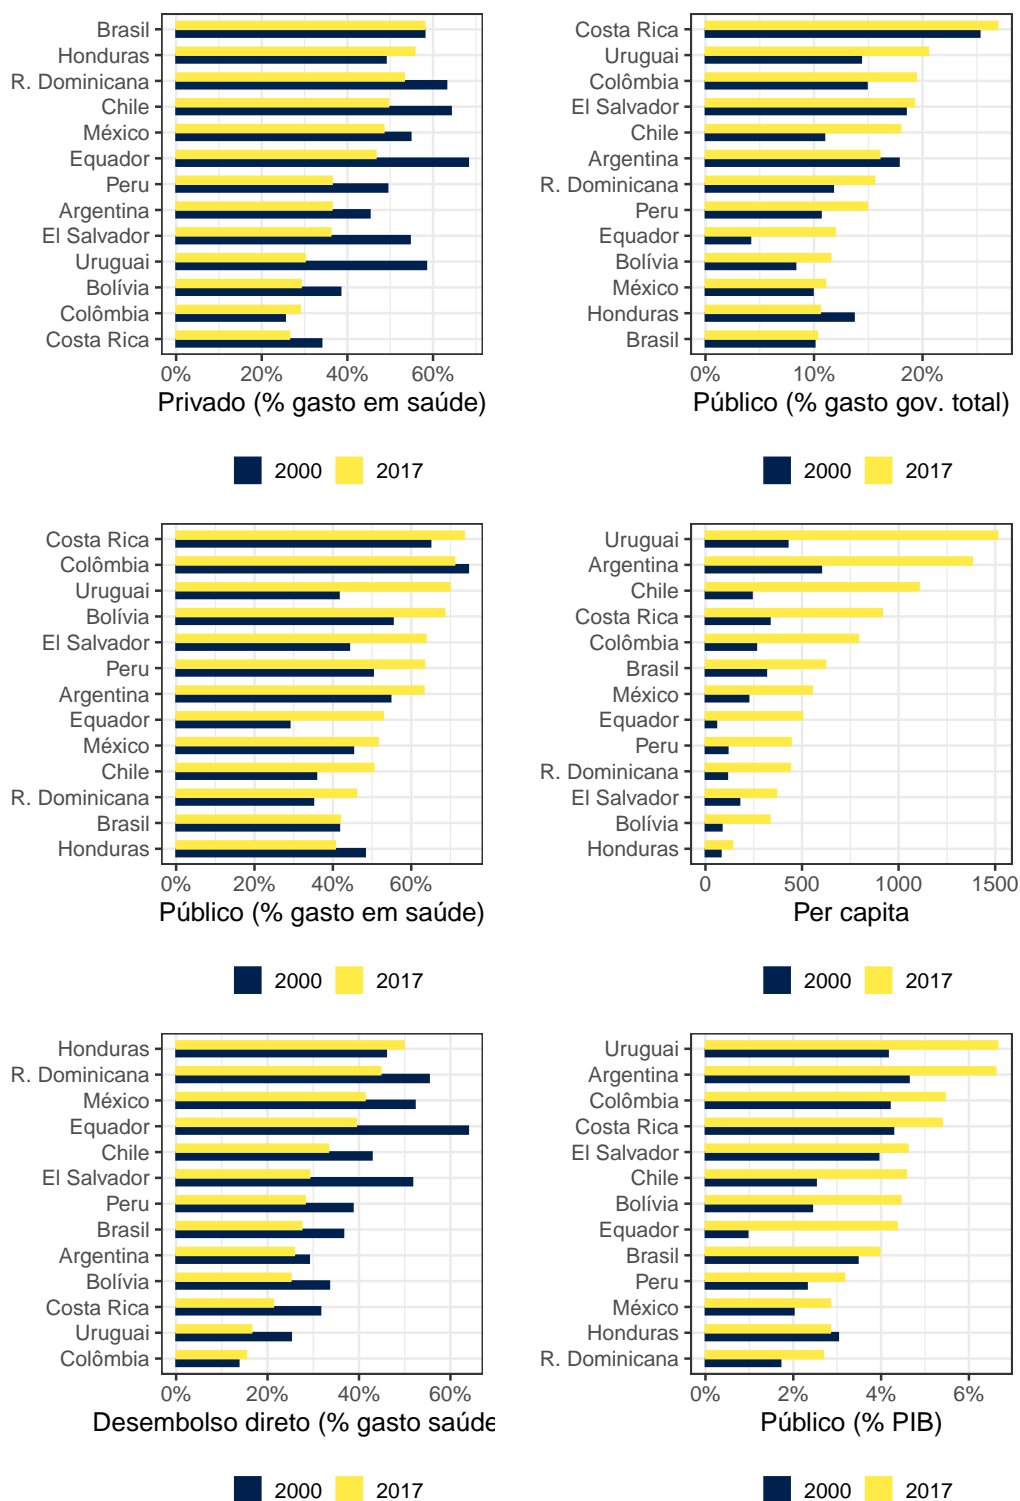 Brasil
Honduras
R. Dominicana
Chile
México
Equador
Peru
Argentina
El Salvador
Uruguai
Bolívia
Colômbia
Costa Rica
0% 20% 40% 60%
Privado (% gasto em saúde)
2000 2017
Costa Rica
Uruguai
Colômbia
El Salvador
Chile
Argentina
R. Dominicana
Peru
Equador
Bolívia
México
Honduras
Brasil
0% 10% 20%
Público (% gasto gov. total)
2000 2017
Costa Rica
Colômbia
Uruguai
Bolívia
El Salvador
Peru
Argentina
Equador
México
Chile
R. Dominicana
Brasil
Honduras
0% 20% 40% 60%
Público (% gasto em saúde)
2000 2017
Uruguai
Argentina
Chile
Costa Rica
Colômbia
Brasil
México
Equador
Peru
R. Dominicana
El Salvador
Bolívia
Honduras
0 500 1000 1500
Per capita
2000 2017
Honduras
R. Dominicana
México
Equador
Chile
El Salvador
Peru
Brasil
Argentina
Bolívia
Costa Rica
Uruguai
Colômbia
0% 20% 40% 60%
Desembolso direto (% gasto saúde
2000 2017
Uruguai
Argentina
Colômbia
Costa Rica
El Salvador
Chile
Bolívia
Equador
Brasil
Peru
México
Honduras
R. Dominicana
0% 2% 4% 6%
Público (% PIB)
2000 2017